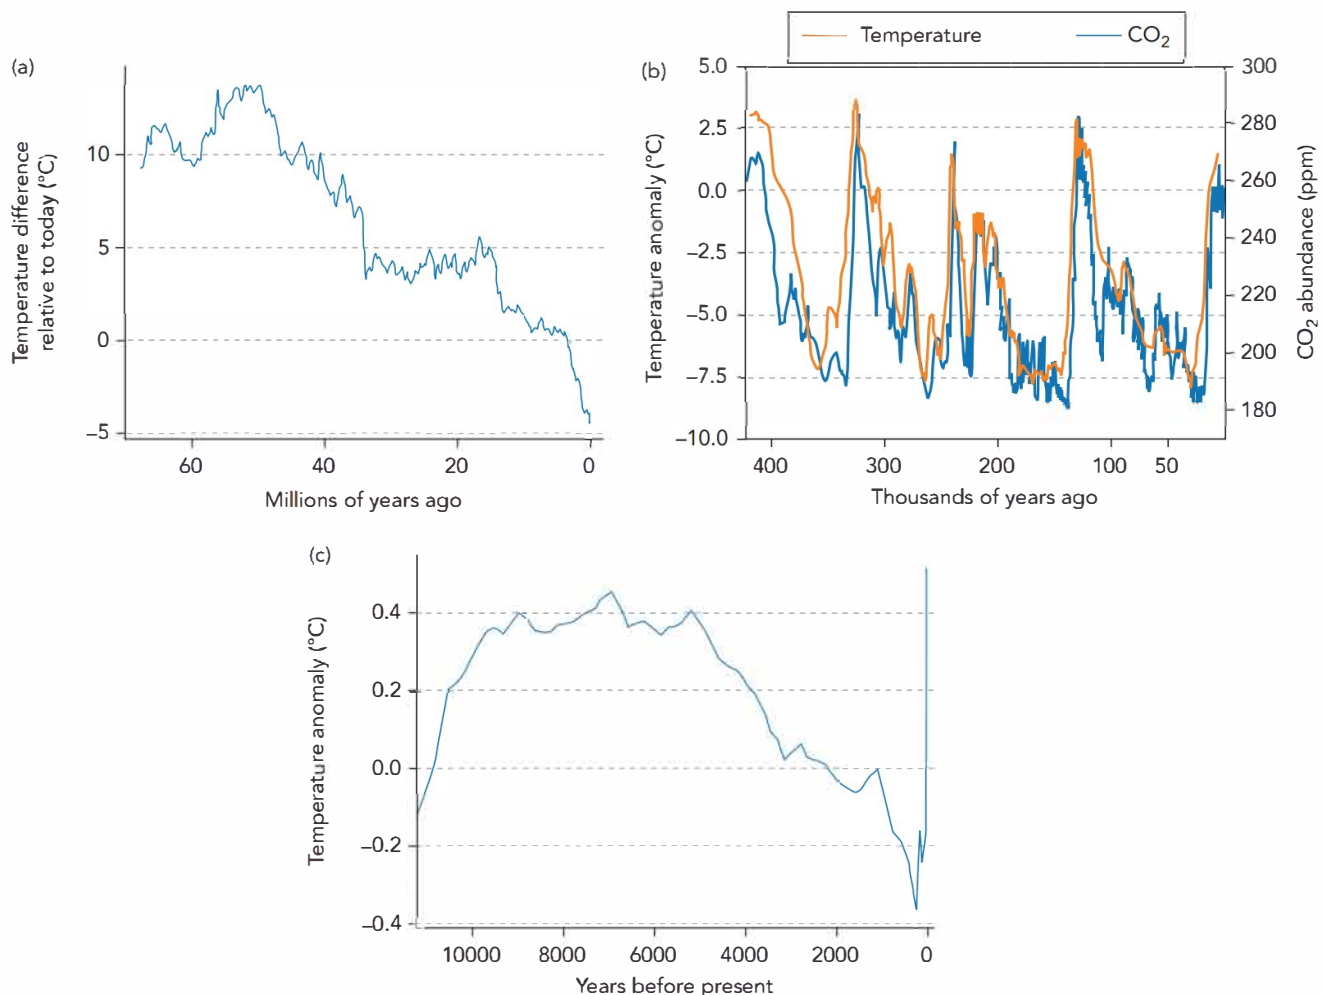 Temperature
CO₂
(a)
Temperature difference
relative to today (°C)
10
5
0
–5
60
40
20
0
Millions of years ago
(b)
Temperature anomaly (°C)
5.0
2.5
0.0
–2.5
–5.0
–7.5
–10.0
300
280
260
240
220
200
180
CO₂ abundance (ppm)
400
300
200
100
50
Thousands of years ago
(c)
Temperature anomaly (°C)
0.4
0.2
0.0
–0.2
–0.4
10000
8000
6000
4000
2000
0
Years before present